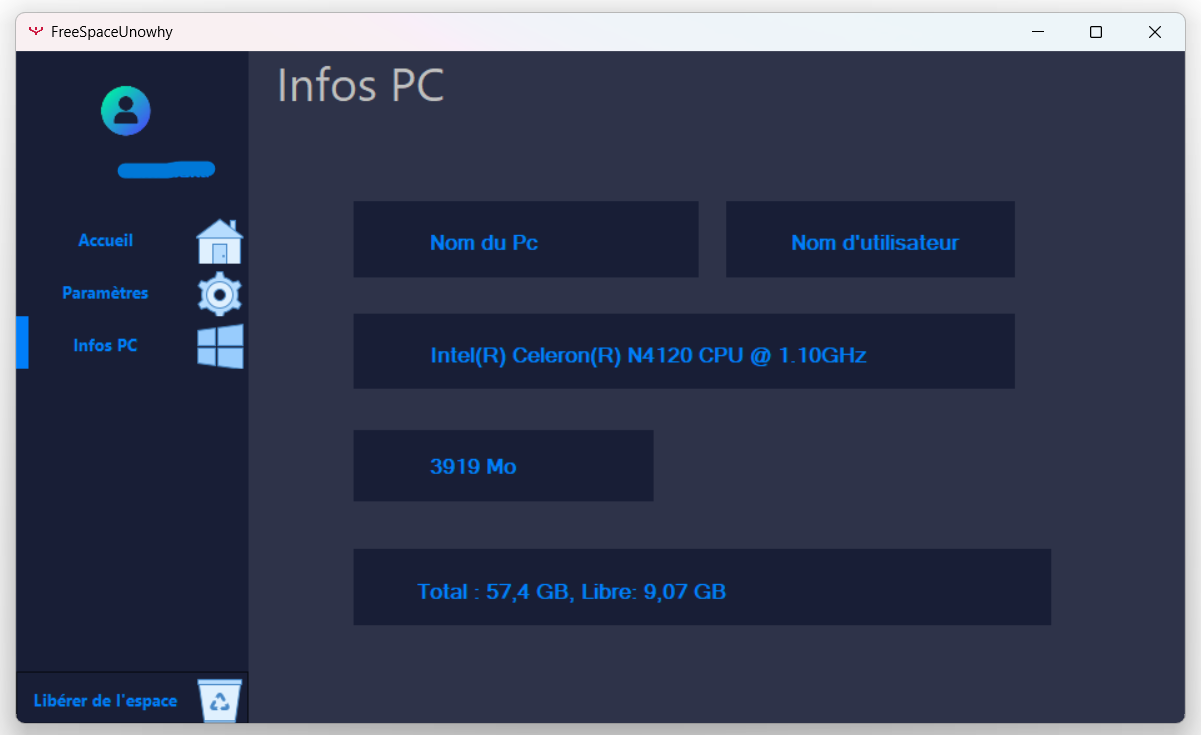 FreeSpaceUnowhy
Infos PC
Accueil
Paramètres
Infos PC
Libérer de l'espace
Nom du Pc
Nom d'utilisateur
Intel(R) Celeron(R) N4120 CPU @ 1.10GHz
3919 Mo
Total : 57,4 GB, Libre: 9,07 GB